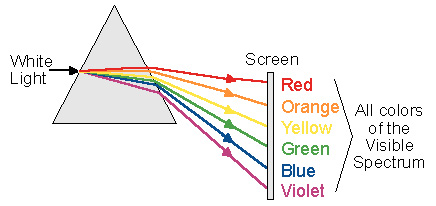 White
Light
Screen
Red
Orange
Yellow
Green
Blue
Violet
All colors
of the
Visible
Spectrum